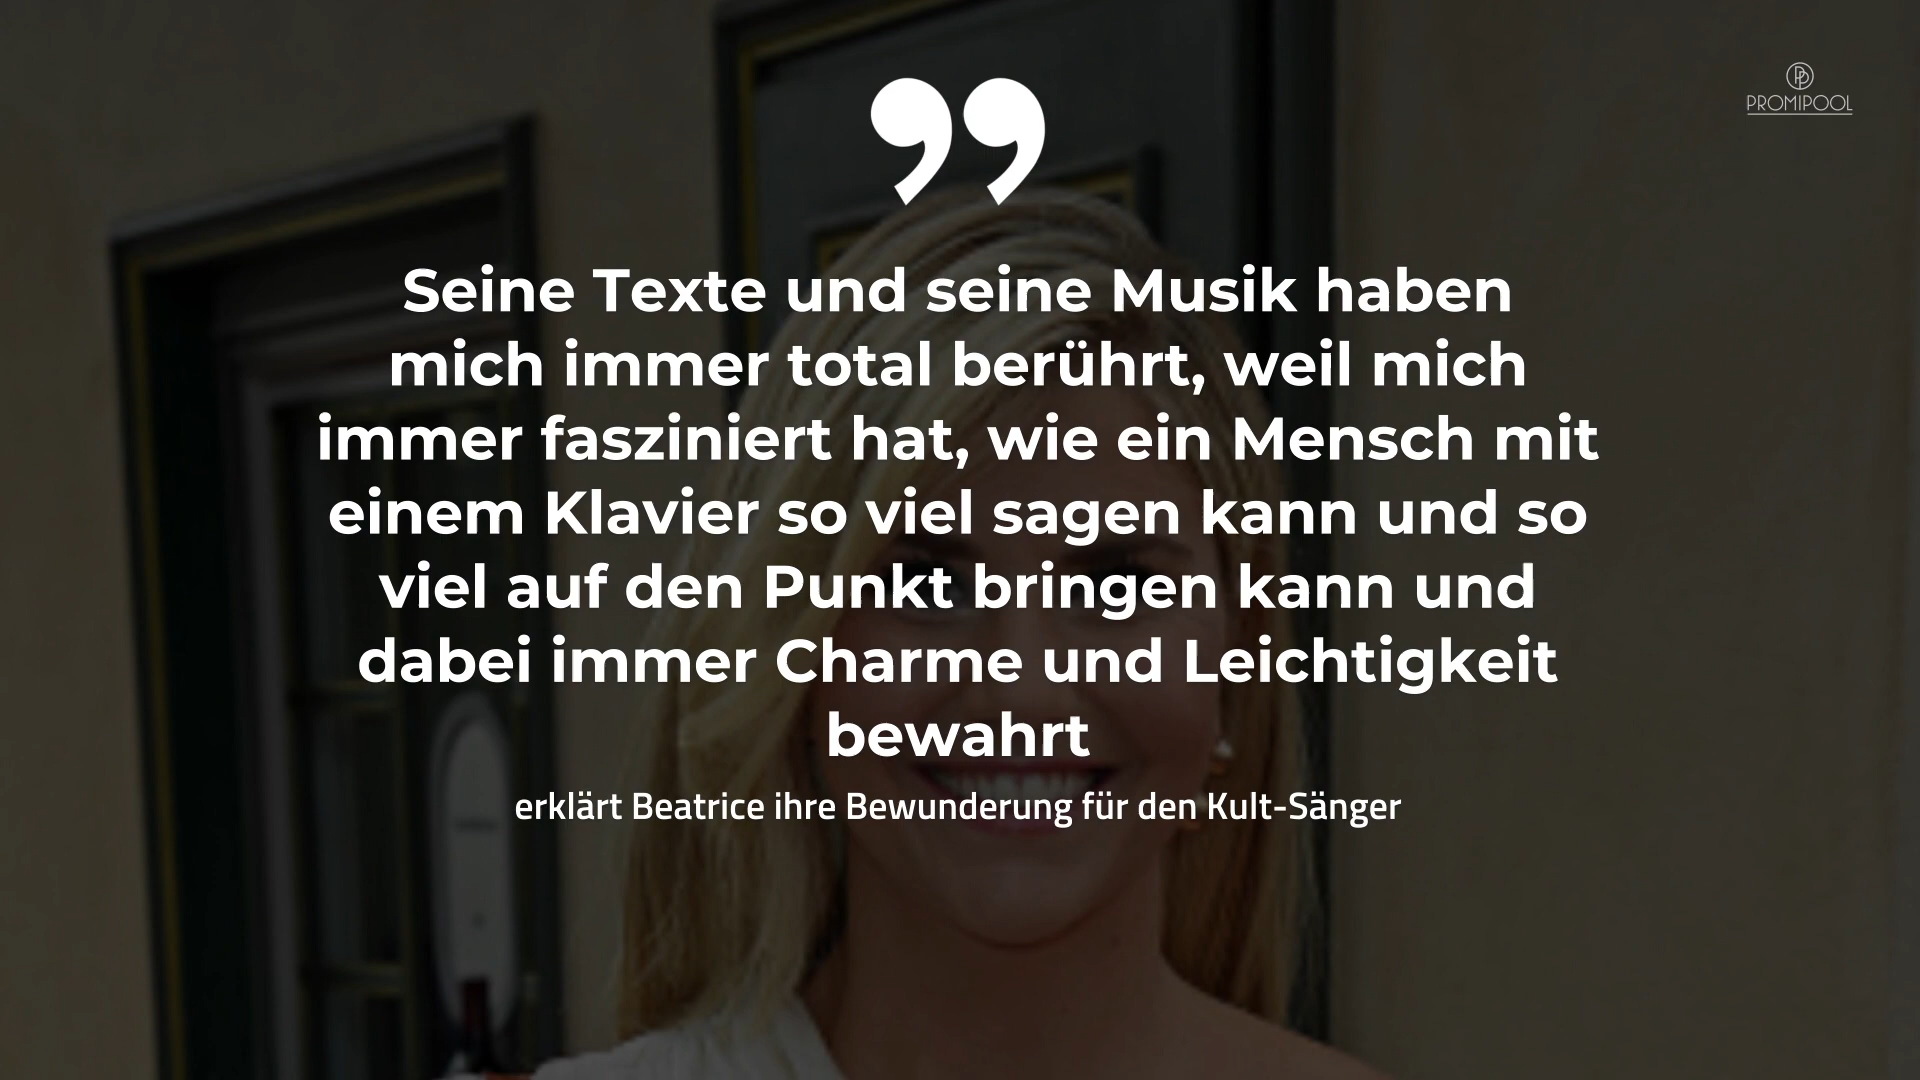 PROMIPOOL
Seine Texte und seine Musik haben
mich immer total berührt, weil mich
immer fasziniert hat, wie ein Mensch mit
einem Klavier so viel sagen kann und so
viel auf den Punkt bringen kann und
dabei immer Charme und Leichtigkeit
bewahrt
erklärt Beatrice ihre Bewunderung für den Kult-Sänger